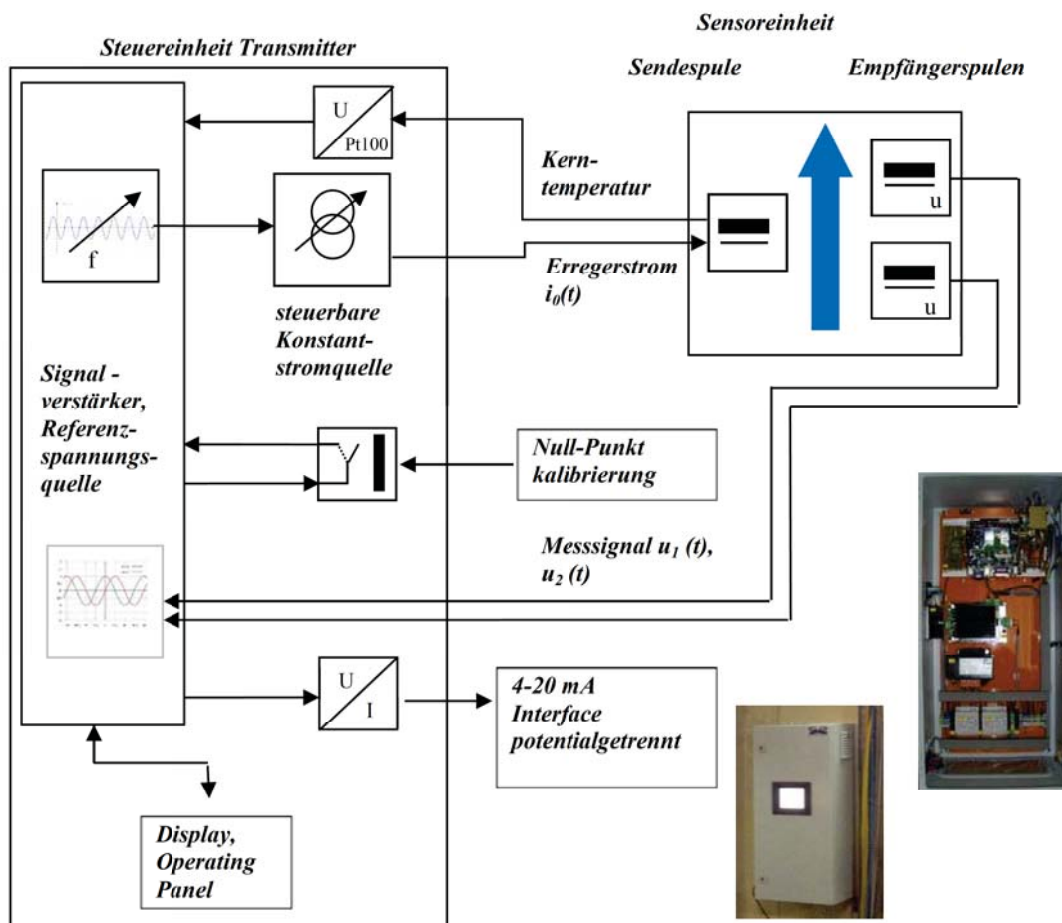 Steuereinheit Transmitter
Sensoreinheit
Sendespule
Empfängerspulen
U
Pt100
Kern-
temperatur
u
f
Erregerstrom
i₀(t)
u
steuerbare
Konstant-
stromquelle
Signal -
verstärker,
Referenz-
spannungs-
quelle
Null-Punkt
kalibrierung
Messsignal u₁ (t),
u₂ (t)
U
I
4-20 mA
Interface
potentialgetrennt
Display,
Operating
Panel